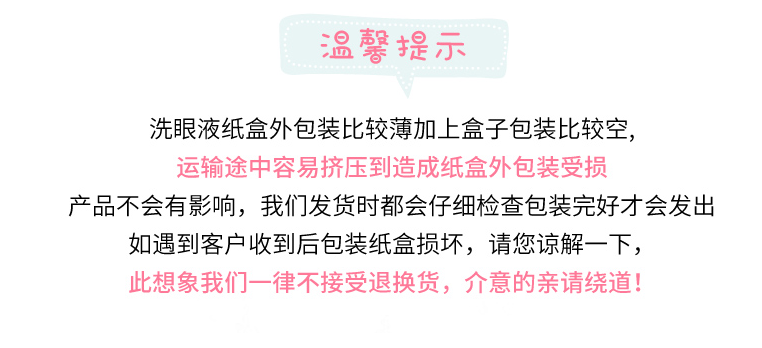 温馨提示
洗眼液纸盒外包装比较薄加上盒子包装比较空,
运输途中容易挤压到造成纸盒外包装受损
产品不会有影响，我们发货时都会仔细检查包装完好才会发出
如遇到客户收到后包装纸盒损坏，请您谅解一下，
此想象我们一律不接受退换货，介意的亲请绕道！